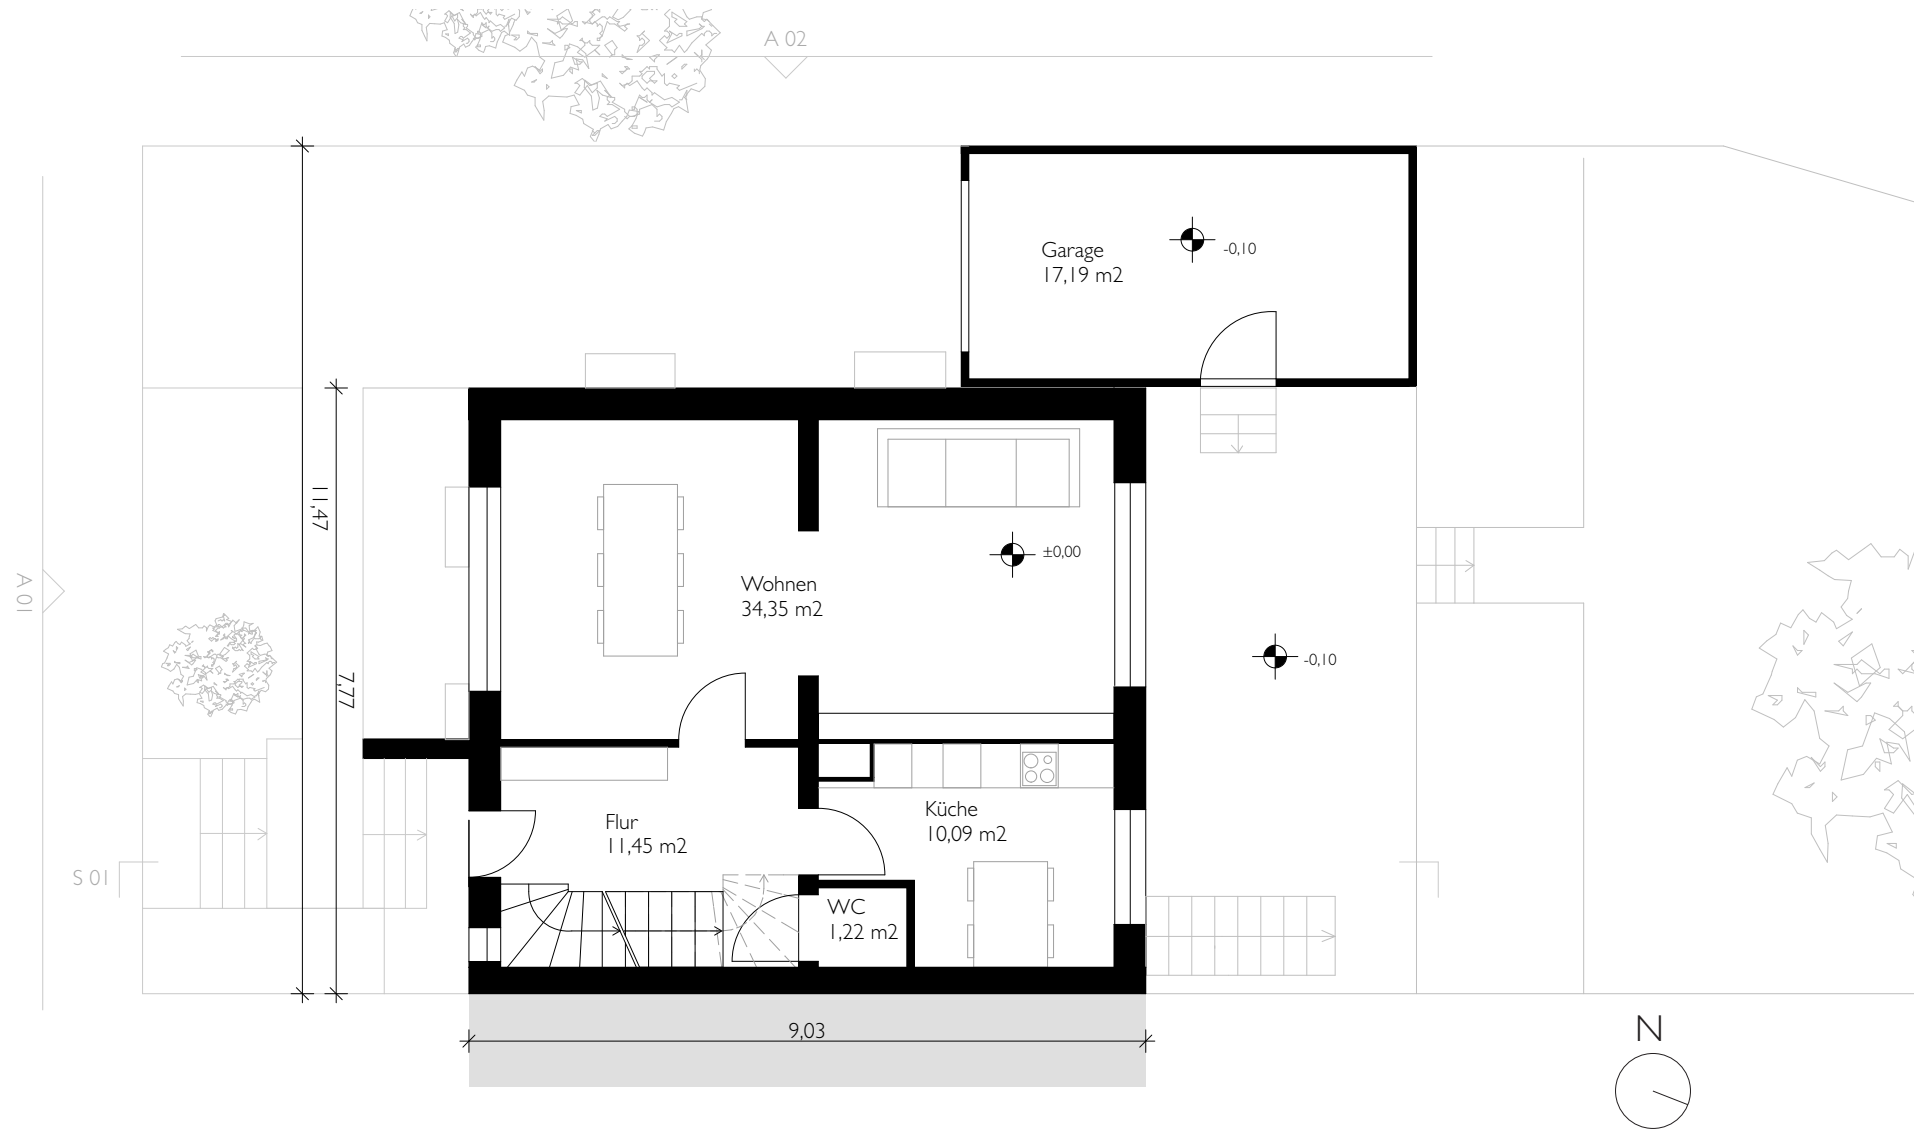 A 02
Garage
17,19 m2
-0,10
11,47
±0,00
Wohnen
34,35 m2
A 01
-0,10
7,77
Küche
10,09 m2
Flur
11,45 m2
S 01
WC
1,22 m2
9,03
N